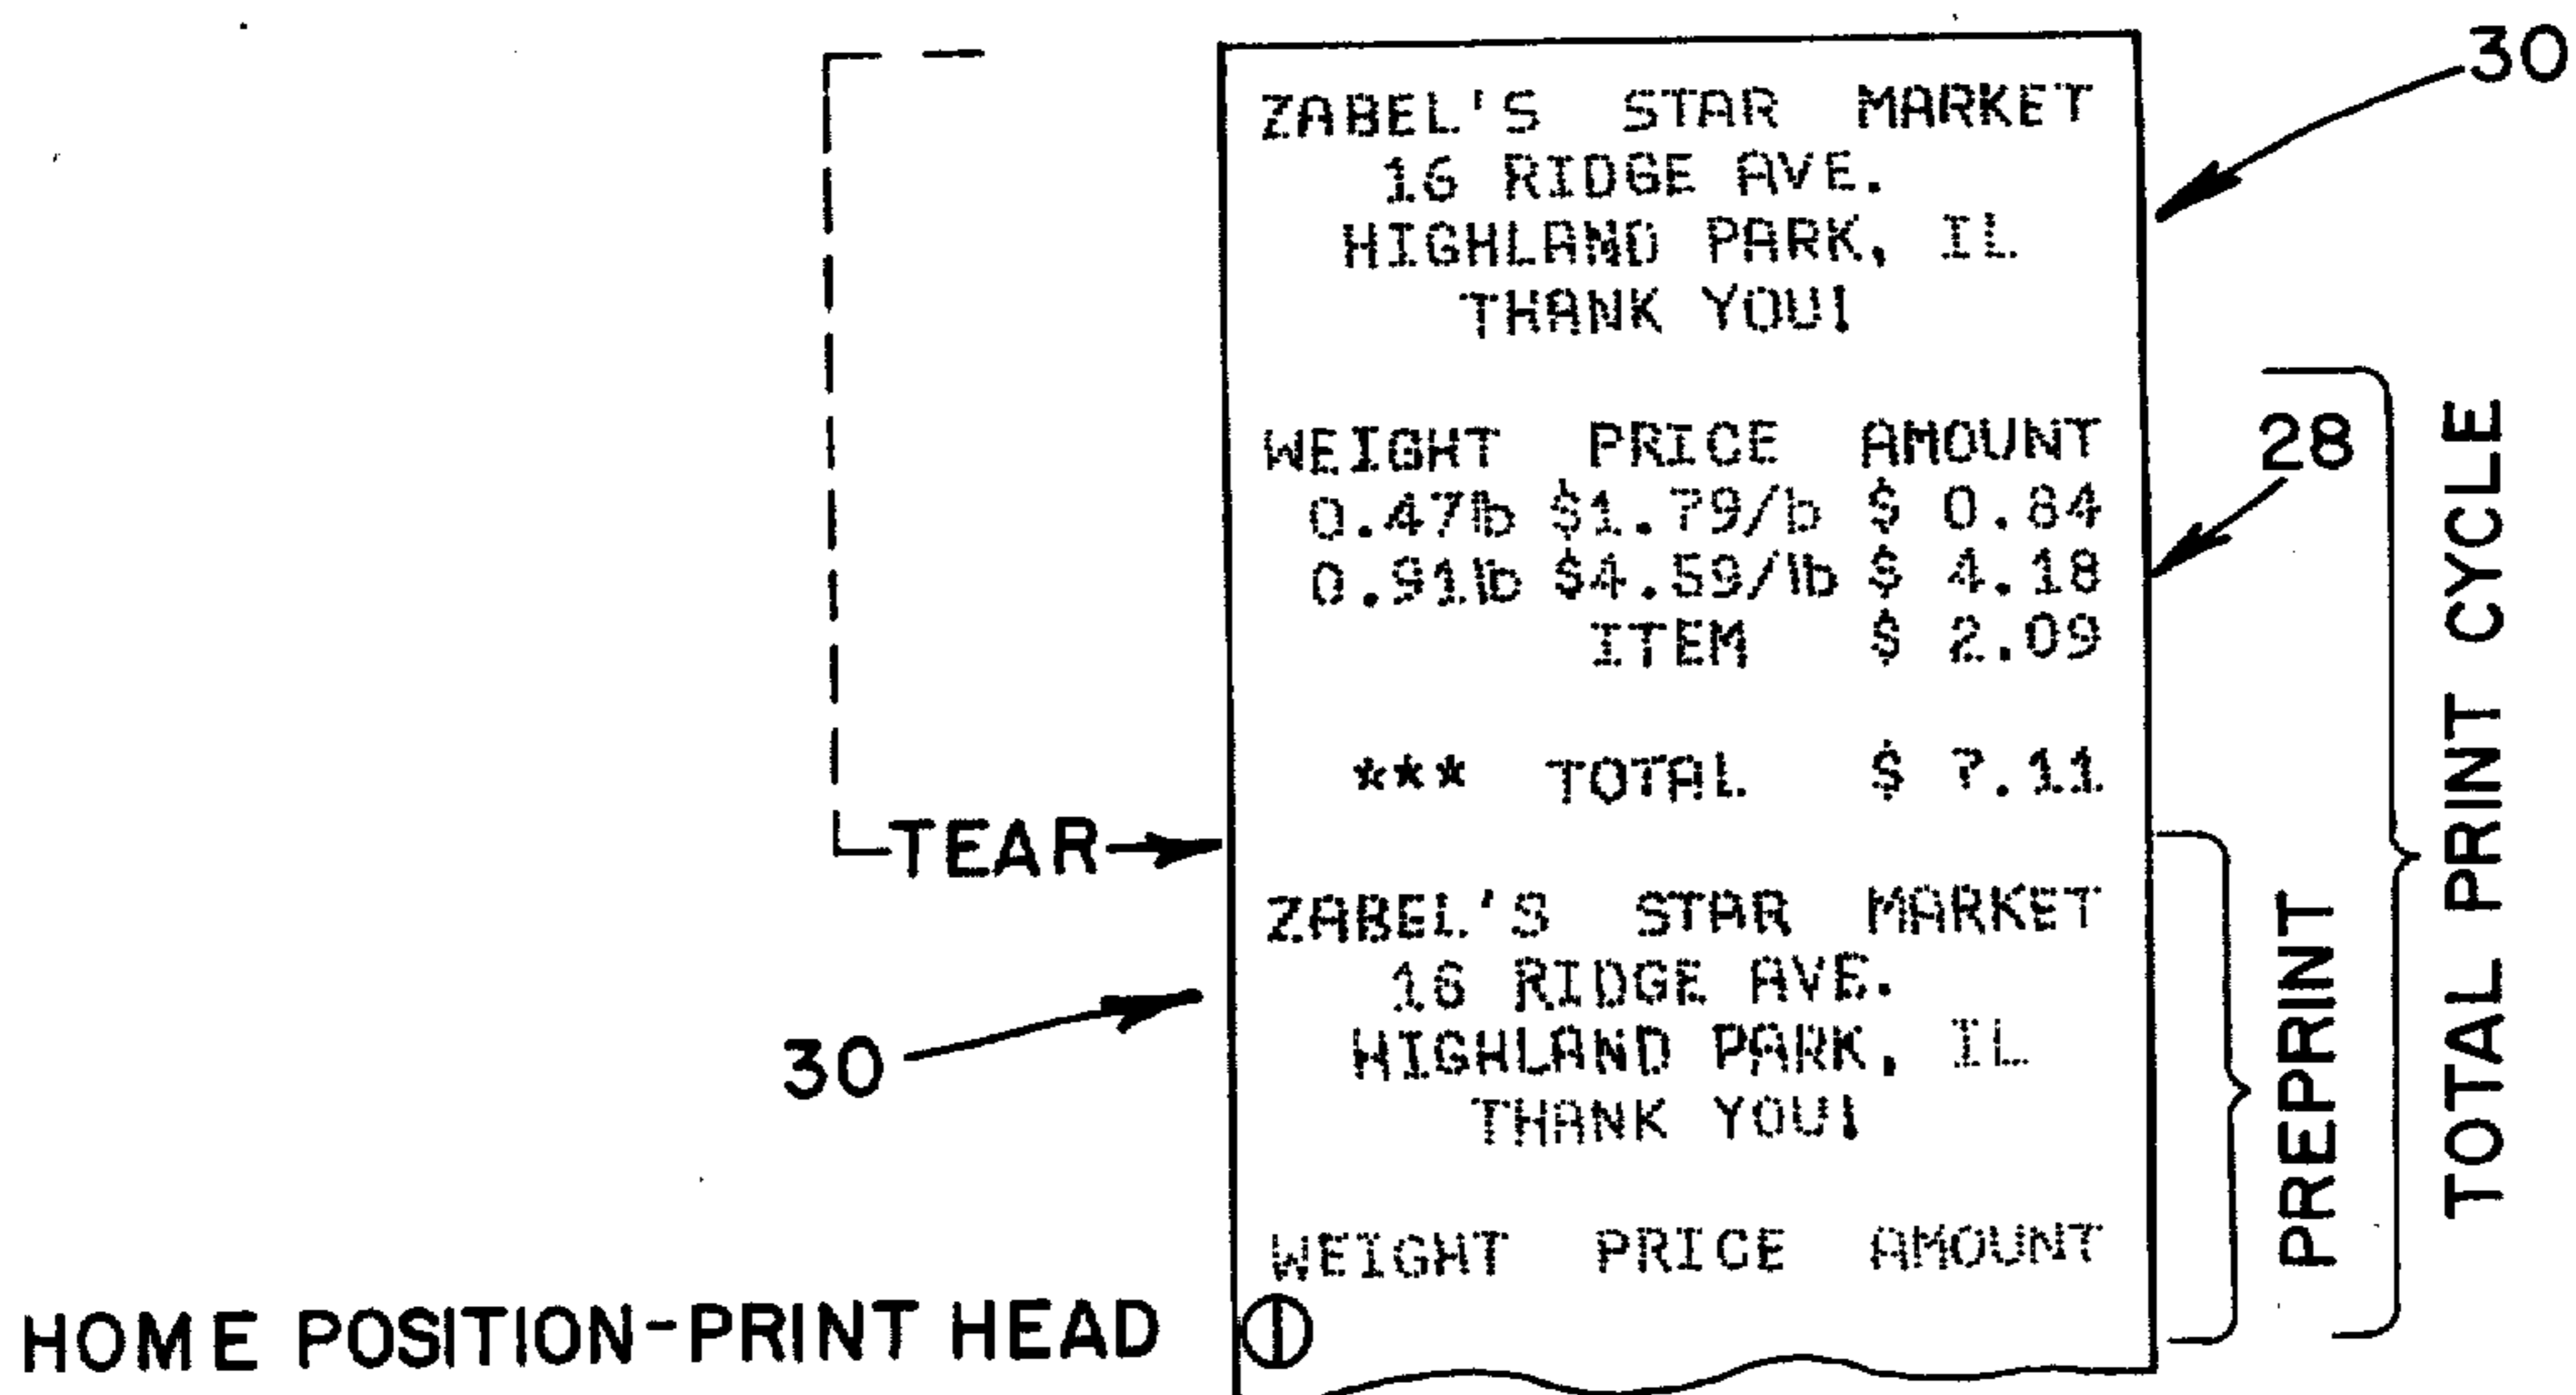 30
ZABEL'S STAR MARKET
16 RIDGE AVE.
HIGHLAND PARK, IL
THANK YOU!
WEIGHT PRICE AMOUNT
28
0.47lb $1.79/b $ 0.84
0.91lb $4.59/lb $ 4.18
ITEM $ 2.09
*** TOTAL $ 7.11
TEAR
ZABEL'S STAR MARKET
16 RIDGE AVE.
30
HIGHLAND PARK, IL
THANK YOU!
WEIGHT PRICE AMOUNT
HOME POSITION-PRINT HEAD
PREPRINT
TOTAL PRINT CYCLE